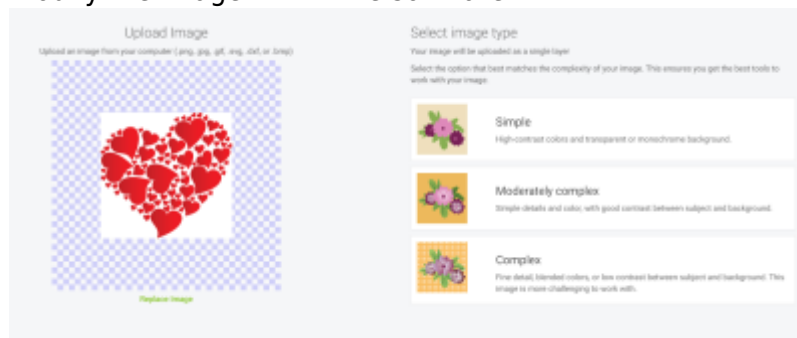 Upload Image
Upload an image from your computer (.png, .jpg, .gif, .svg, .dxf, or .bmp)
Replace Image
Select image type
Your image will be uploaded as a single layer
Select the option that best matches the complexity of your image. This ensures you get the best tools to
work with your image.
Simple
High-contrast colors and transparent or monochrome background.
Moderately complex
Simple details and color, with good contrast between subject and background.
Complex
Fine detail, blended colors, or low contrast between subject and background. This
image is more challenging to work with.